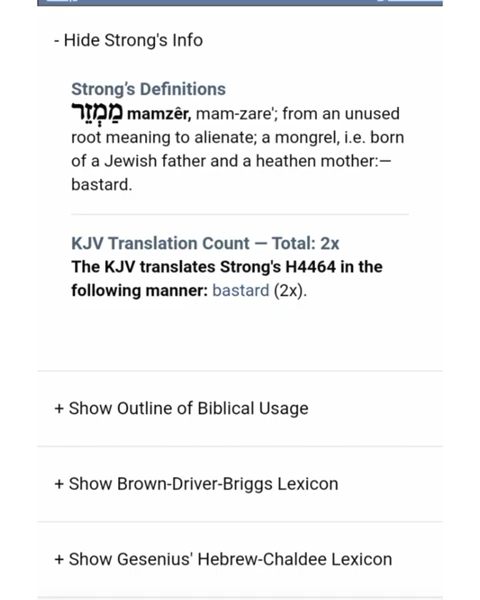 - Hide Strong's Info
Strong’s Definitions
מַמְזֵר mamzêr, mam-zare'; from an unused
root meaning to alienate; a mongrel, i.e. born
of a Jewish father and a heathen mother:—
bastard.
KJV Translation Count — Total: 2x
The KJV translates Strong's H4464 in the
following manner: bastard (2x).
+ Show Outline of Biblical Usage
+ Show Brown-Driver-Briggs Lexicon
+ Show Gesenius' Hebrew-Chaldee Lexicon